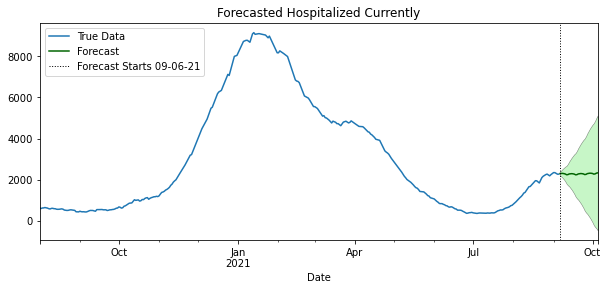 Forecasted Hospitalized Currently
True Data
Forecast
Forecast Starts 09-06-21
8000
6000
4000
2000
0
Oct
Jan
2021
Apr
Jul
Oct
Date